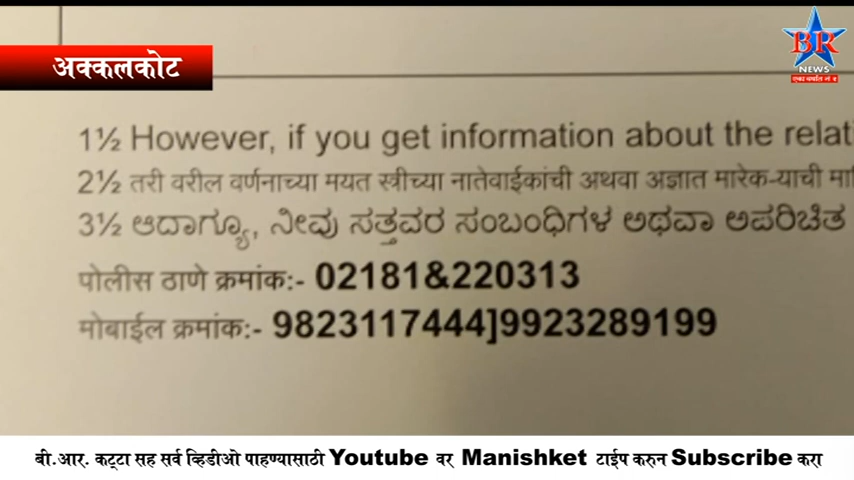 अक्कलकोट
BR
NEWS
1½ However, if you get information about the relati
2½ तरी वरील वर्णनाच्या मयत स्त्रीच्या नातेवाईकांची अथवा अज्ञात मारेक-याची मा
3½ ಆದಾಗ್ಯೂ, ನೀವು ಸತ್ತವರ ಸಂಬಂಧಿಗಳ ಅಥವಾ ಅಪರಿಚಿತ
पोलीस ठाणे क्रमांक:- 02181&220313
मोबाईल क्रमांक:- 9823117444]9923289199
बी.आर. कट्टा सह सर्व व्हिडीओ पाहण्यासाठी Youtube वर Manishket टाईप करुन Subscribe करा